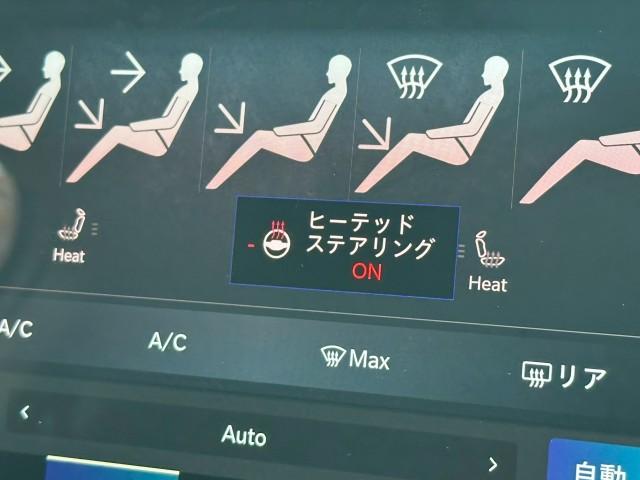 ヒーテッド
ステアリング
ON
Heat
Heat
A/C
A/C
Max
リア
Auto
自動